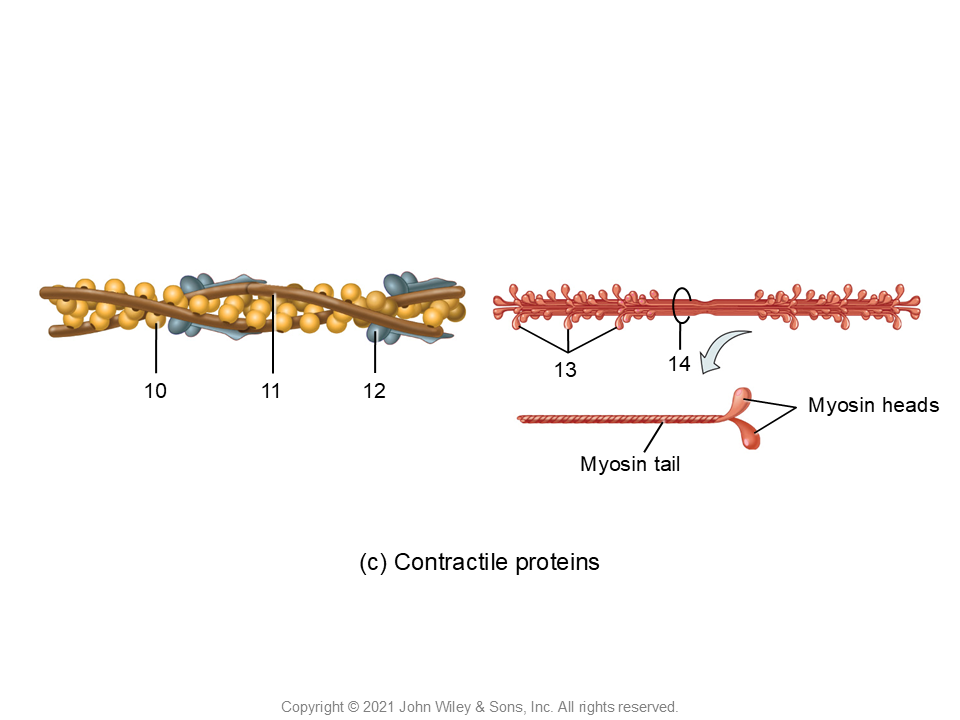 10
11
12
13
14
Myosin heads
Myosin tail
(c) Contractile proteins
Copyright © 2021 John Wiley & Sons, Inc. All rights reserved.